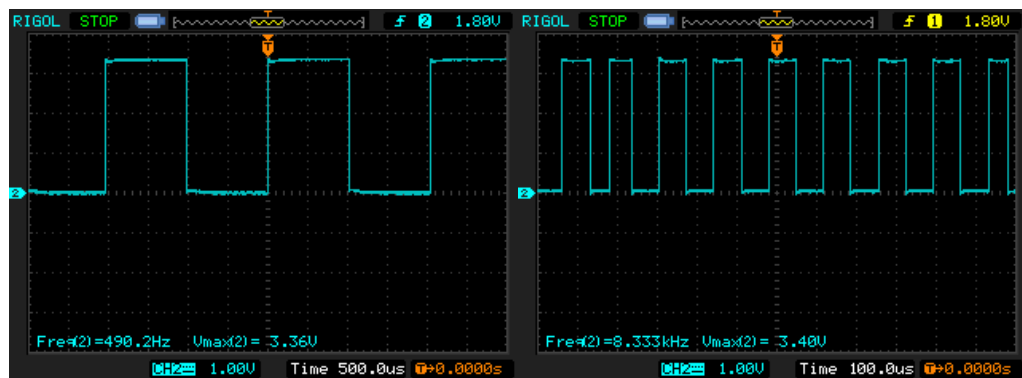 RIGOL STOP T f 2 1.80V
T
2
Freq(2)=490.2Hz Vmax(2)= 3.36V
CH2 1.00V Time 500.0us T→0.0000s
RIGOL STOP T f 1 1.80V
T
2
Freq(2)=8.333kHz Vmax(2)= 3.40V
CH2 1.00V Time 100.0us T→0.0000s